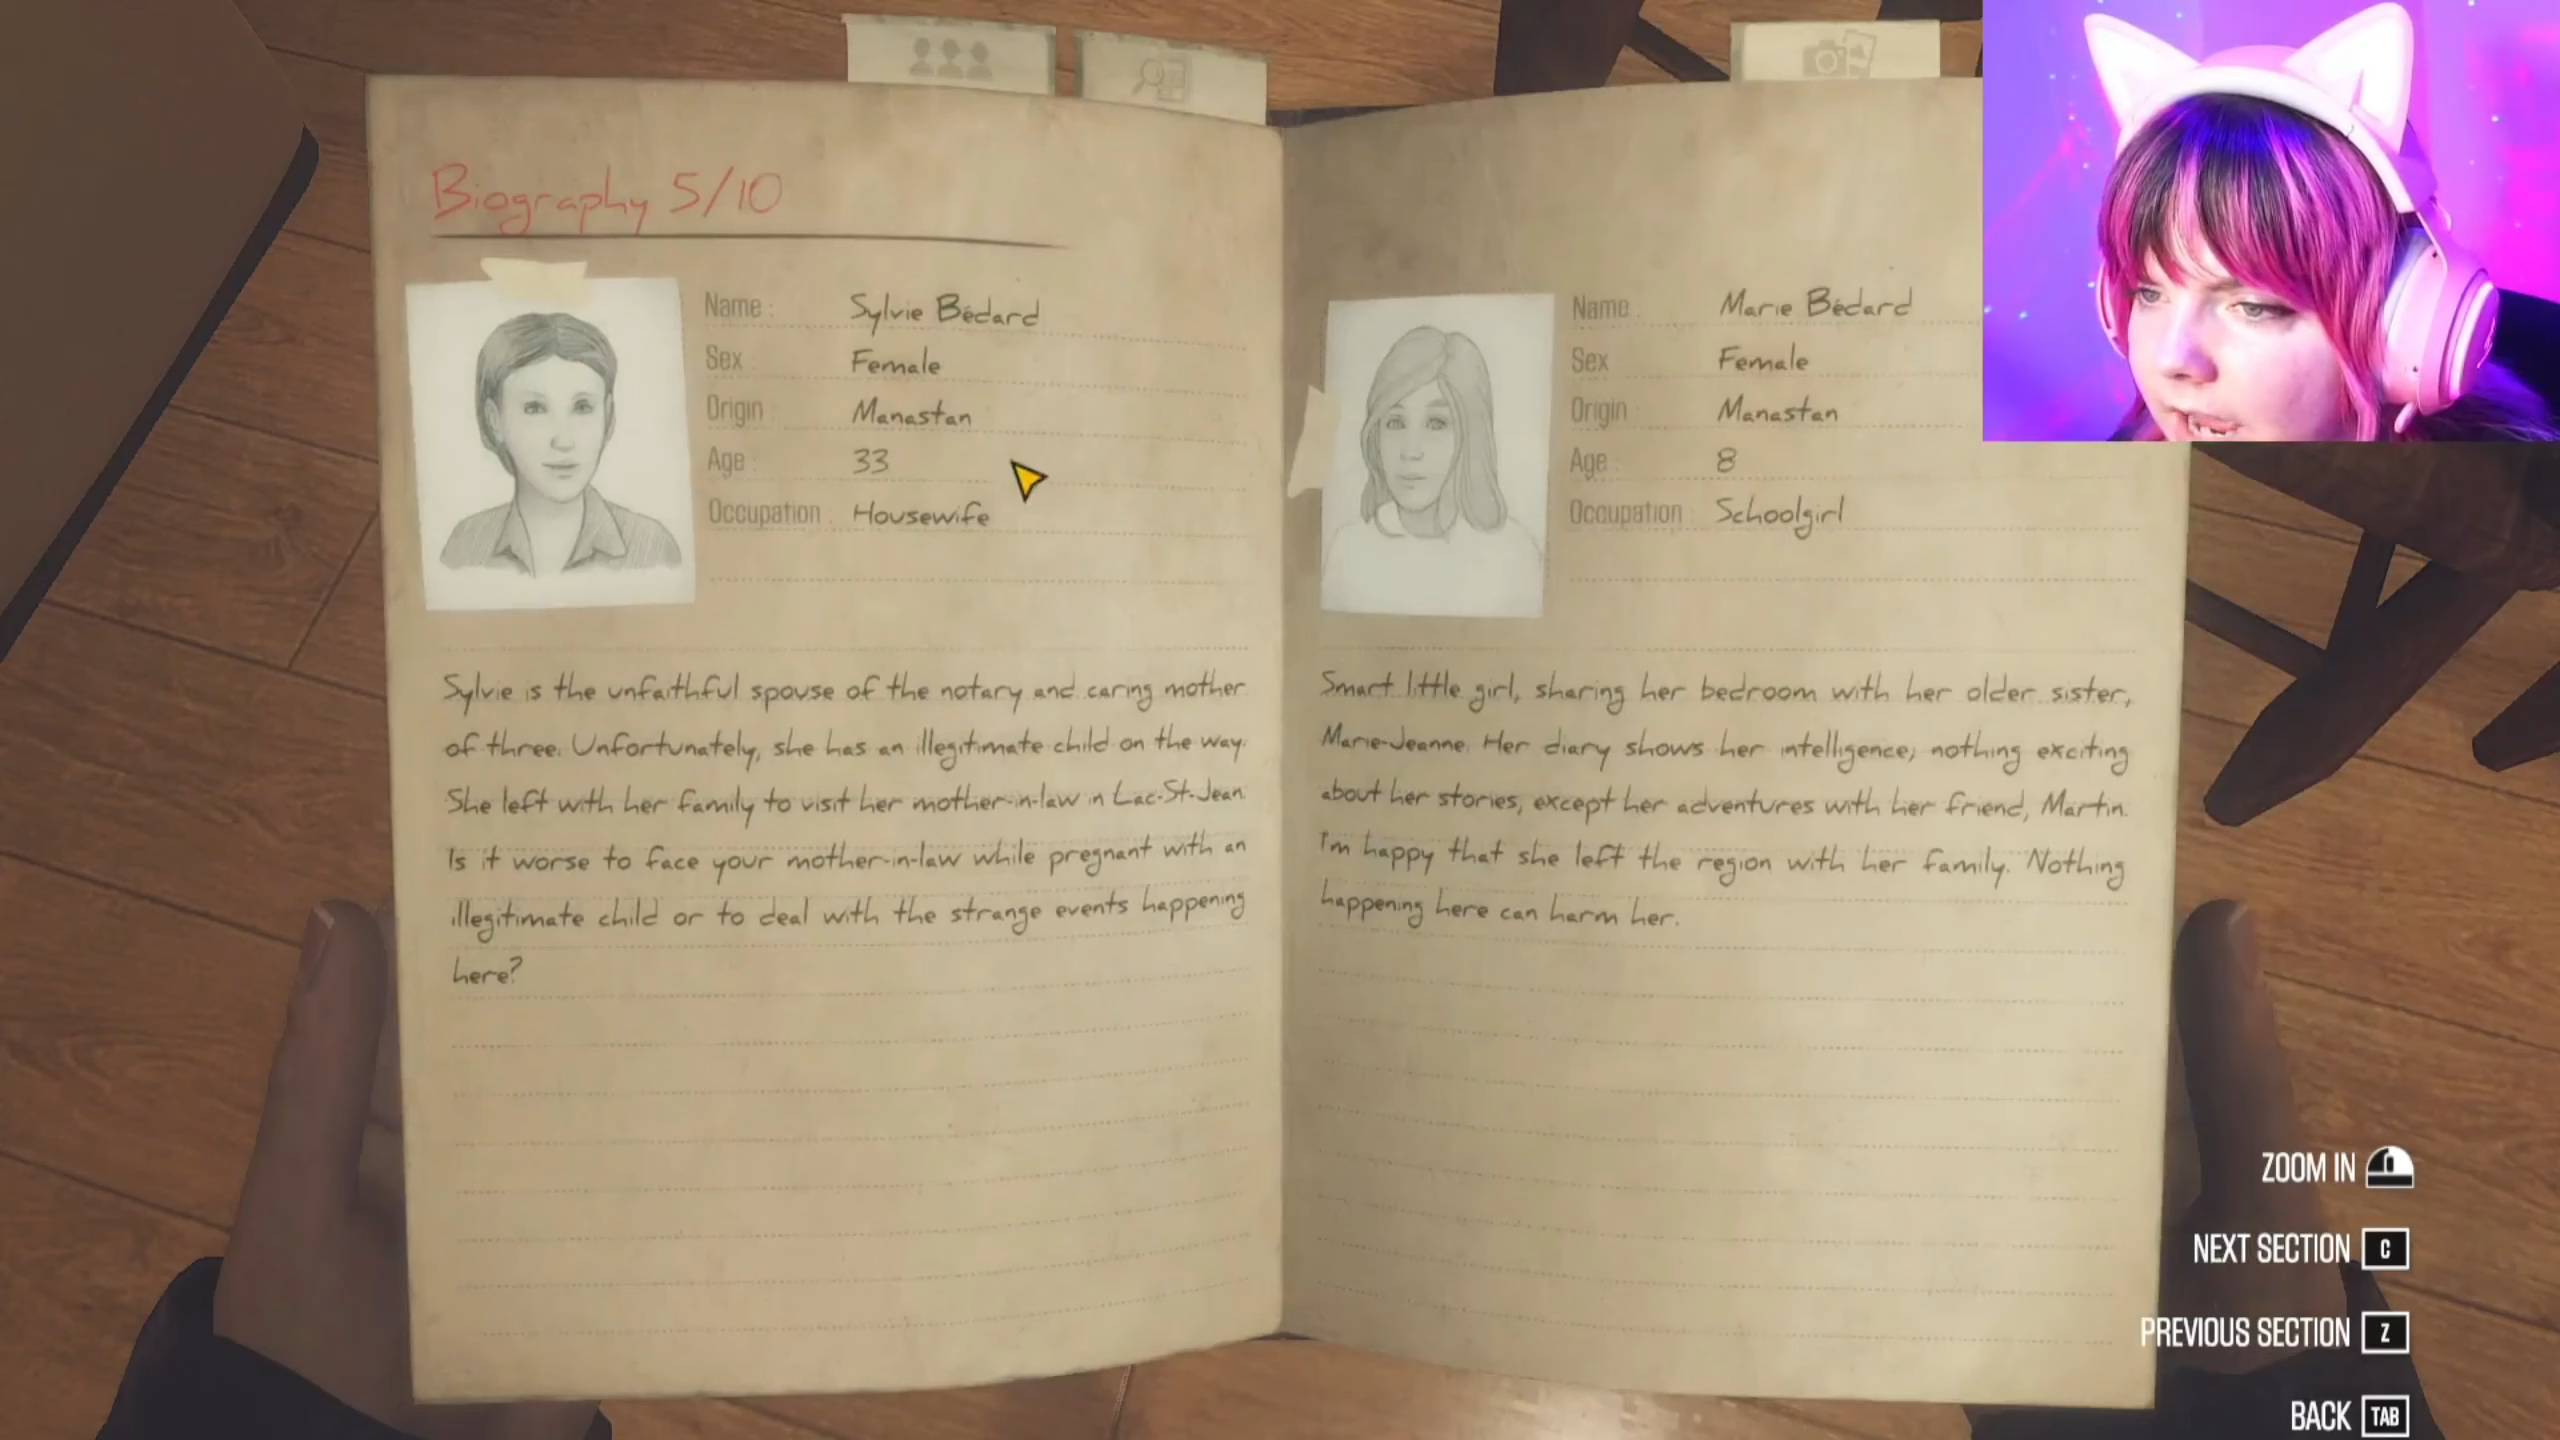 Biography 5/10
Name : Sylvie Bédard
Sex : Female
Origin : Manastan
Age : 33
Occupation : Housewife
Sylvie is the unfaithful spouse of the notary and caring mother
of three. Unfortunately, she has an illegitimate child on the way.
She left with her family to visit her mother-in-law in Lac-St-Jean.
Is it worse to face your mother-in-law while pregnant with an
illegitimate child or to deal with the strange events happening
here?
Name : Marie Bédard
Sex : Female
Origin : Manastan
Age : 8
Occupation : Schoolgirl
Smart little girl, sharing her bedroom with her older sister,
Marie-Jeanne. Her diary shows her intelligence; nothing exciting
about her stories, except her adventures with her friend, Martin.
I'm happy that she left the region with her family. Nothing
happening here can harm her.
ZOOM IN
NEXT SECTION C
PREVIOUS SECTION Z
BACK TAB